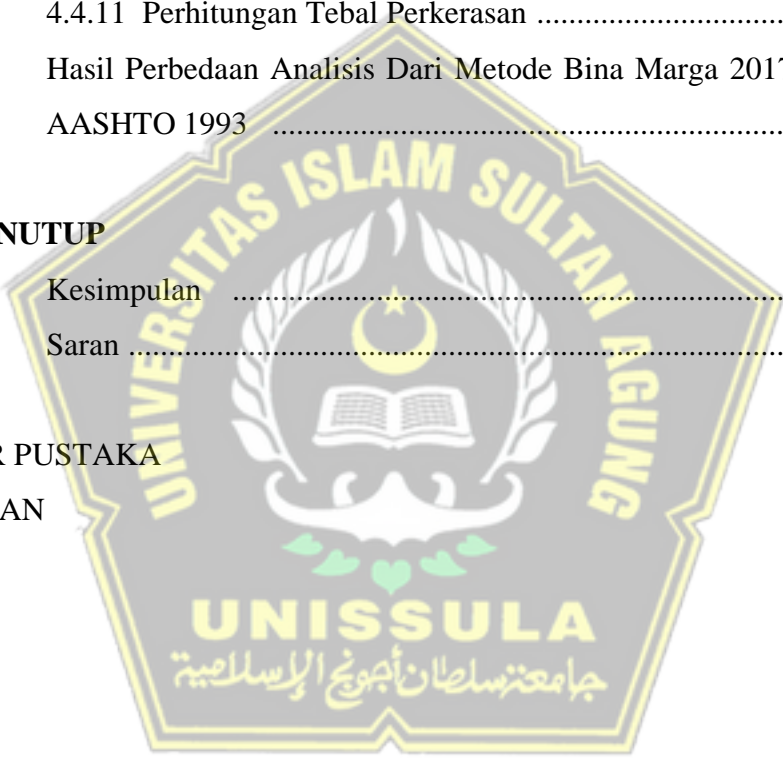 4.4.11 Perhitungan Tebal Perkerasan ..........................................
Hasil Perbedaan Analisis Dari Metode Bina Marga 2017
AASHTO 1993 ..........................................................................
NUTUP
Kesimpulan ................................................................................
Saran ............................................................................................
R PUSTAKA
AN
UNIVERSITAS ISLAM SULTAN AGUNG
UNISSULA
جامعة سلطان أجونج الإسلامية